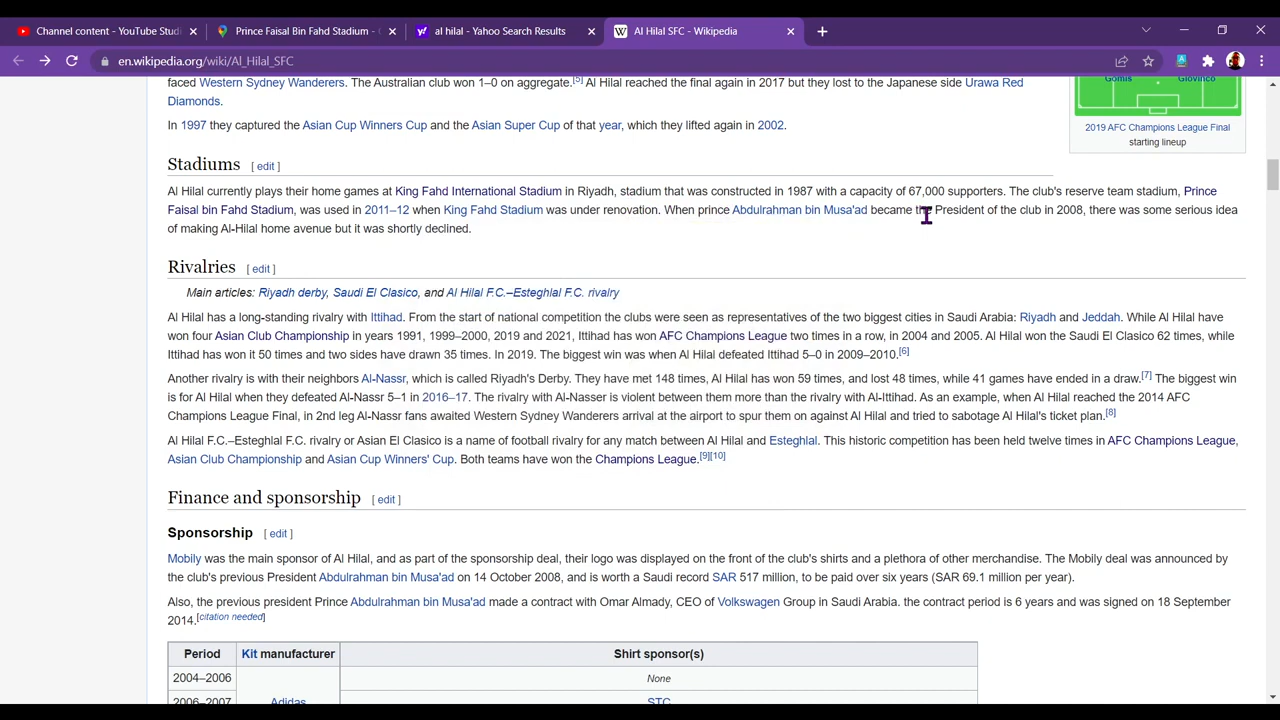 Channel content - YouTube Studi
Prince Faisal Bin Fahd Stadium -
al hilal - Yahoo Search Results
Al Hilal SFC - Wikipedia
en.wikipedia.org/wiki/Al_Hilal_SFC
Gomis Giovinco
faced Western Sydney Wanderers. The Australian club won 1–0 on aggregate.[5] Al Hilal reached the final again in 2017 but they lost to the Japanese side Urawa Red
Diamonds.
2019 AFC Champions League Final
starting lineup
In 1997 they captured the Asian Cup Winners Cup and the Asian Super Cup of that year, which they lifted again in 2002.
Stadiums [ edit ]
Al Hilal currently plays their home games at King Fahd International Stadium in Riyadh, stadium that was constructed in 1987 with a capacity of 67,000 supporters. The club's reserve team stadium, Prince
Faisal bin Fahd Stadium, was used in 2011–12 when King Fahd Stadium was under renovation. When prince Abdulrahman bin Musa'ad became the President of the club in 2008, there was some serious idea
of making Al-Hilal home avenue but it was shortly declined.
Rivalries [ edit ]
Main articles: Riyadh derby, Saudi El Clasico, and Al Hilal F.C.–Esteghlal F.C. rivalry
Al Hilal has a long-standing rivalry with Ittihad. From the start of national competition the clubs were seen as representatives of the two biggest cities in Saudi Arabia: Riyadh and Jeddah. While Al Hilal have
won four Asian Club Championship in years 1991, 1999–2000, 2019 and 2021, Ittihad has won AFC Champions League two times in a row, in 2004 and 2005. Al Hilal won the Saudi El Clasico 62 times, while
Ittihad has won it 50 times and two sides have drawn 35 times. In 2019. The biggest win was when Al Hilal defeated Ittihad 5–0 in 2009–2010.[6]
Another rivalry is with their neighbors Al-Nassr, which is called Riyadh's Derby. They have met 148 times, Al Hilal has won 59 times, and lost 48 times, while 41 games have ended in a draw.[7] The biggest win
is for Al Hilal when they defeated Al-Nassr 5–1 in 2016–17. The rivalry with Al-Nasser is violent between them more than the rivalry with Al-Ittihad. As an example, when Al Hilal reached the 2014 AFC
Champions League Final, in 2nd leg Al-Nassr fans awaited Western Sydney Wanderers arrival at the airport to spur them on against Al Hilal and tried to sabotage Al Hilal's ticket plan.[8]
Al Hilal F.C.–Esteghlal F.C. rivalry or Asian El Clasico is a name of football rivalry for any match between Al Hilal and Esteghlal. This historic competition has been held twelve times in AFC Champions League,
Asian Club Championship and Asian Cup Winners' Cup. Both teams have won the Champions League.[9][10]
Finance and sponsorship [ edit ]
Sponsorship [ edit ]
Mobily was the main sponsor of Al Hilal, and as part of the sponsorship deal, their logo was displayed on the front of the club's shirts and a plethora of other merchandise. The Mobily deal was announced by
the club's previous President Abdulrahman bin Musa'ad on 14 October 2008, and is worth a Saudi record SAR 517 million, to be paid over six years (SAR 69.1 million per year).
Also, the previous president Prince Abdulrahman bin Musa'ad made a contract with Omar Almady, CEO of Volkswagen Group in Saudi Arabia. the contract period is 6 years and was signed on 18 September
2014.[citation needed]
Period Kit manufacturer Shirt sponsor(s)
2004–2006 None
2006–2007 Adidas STC